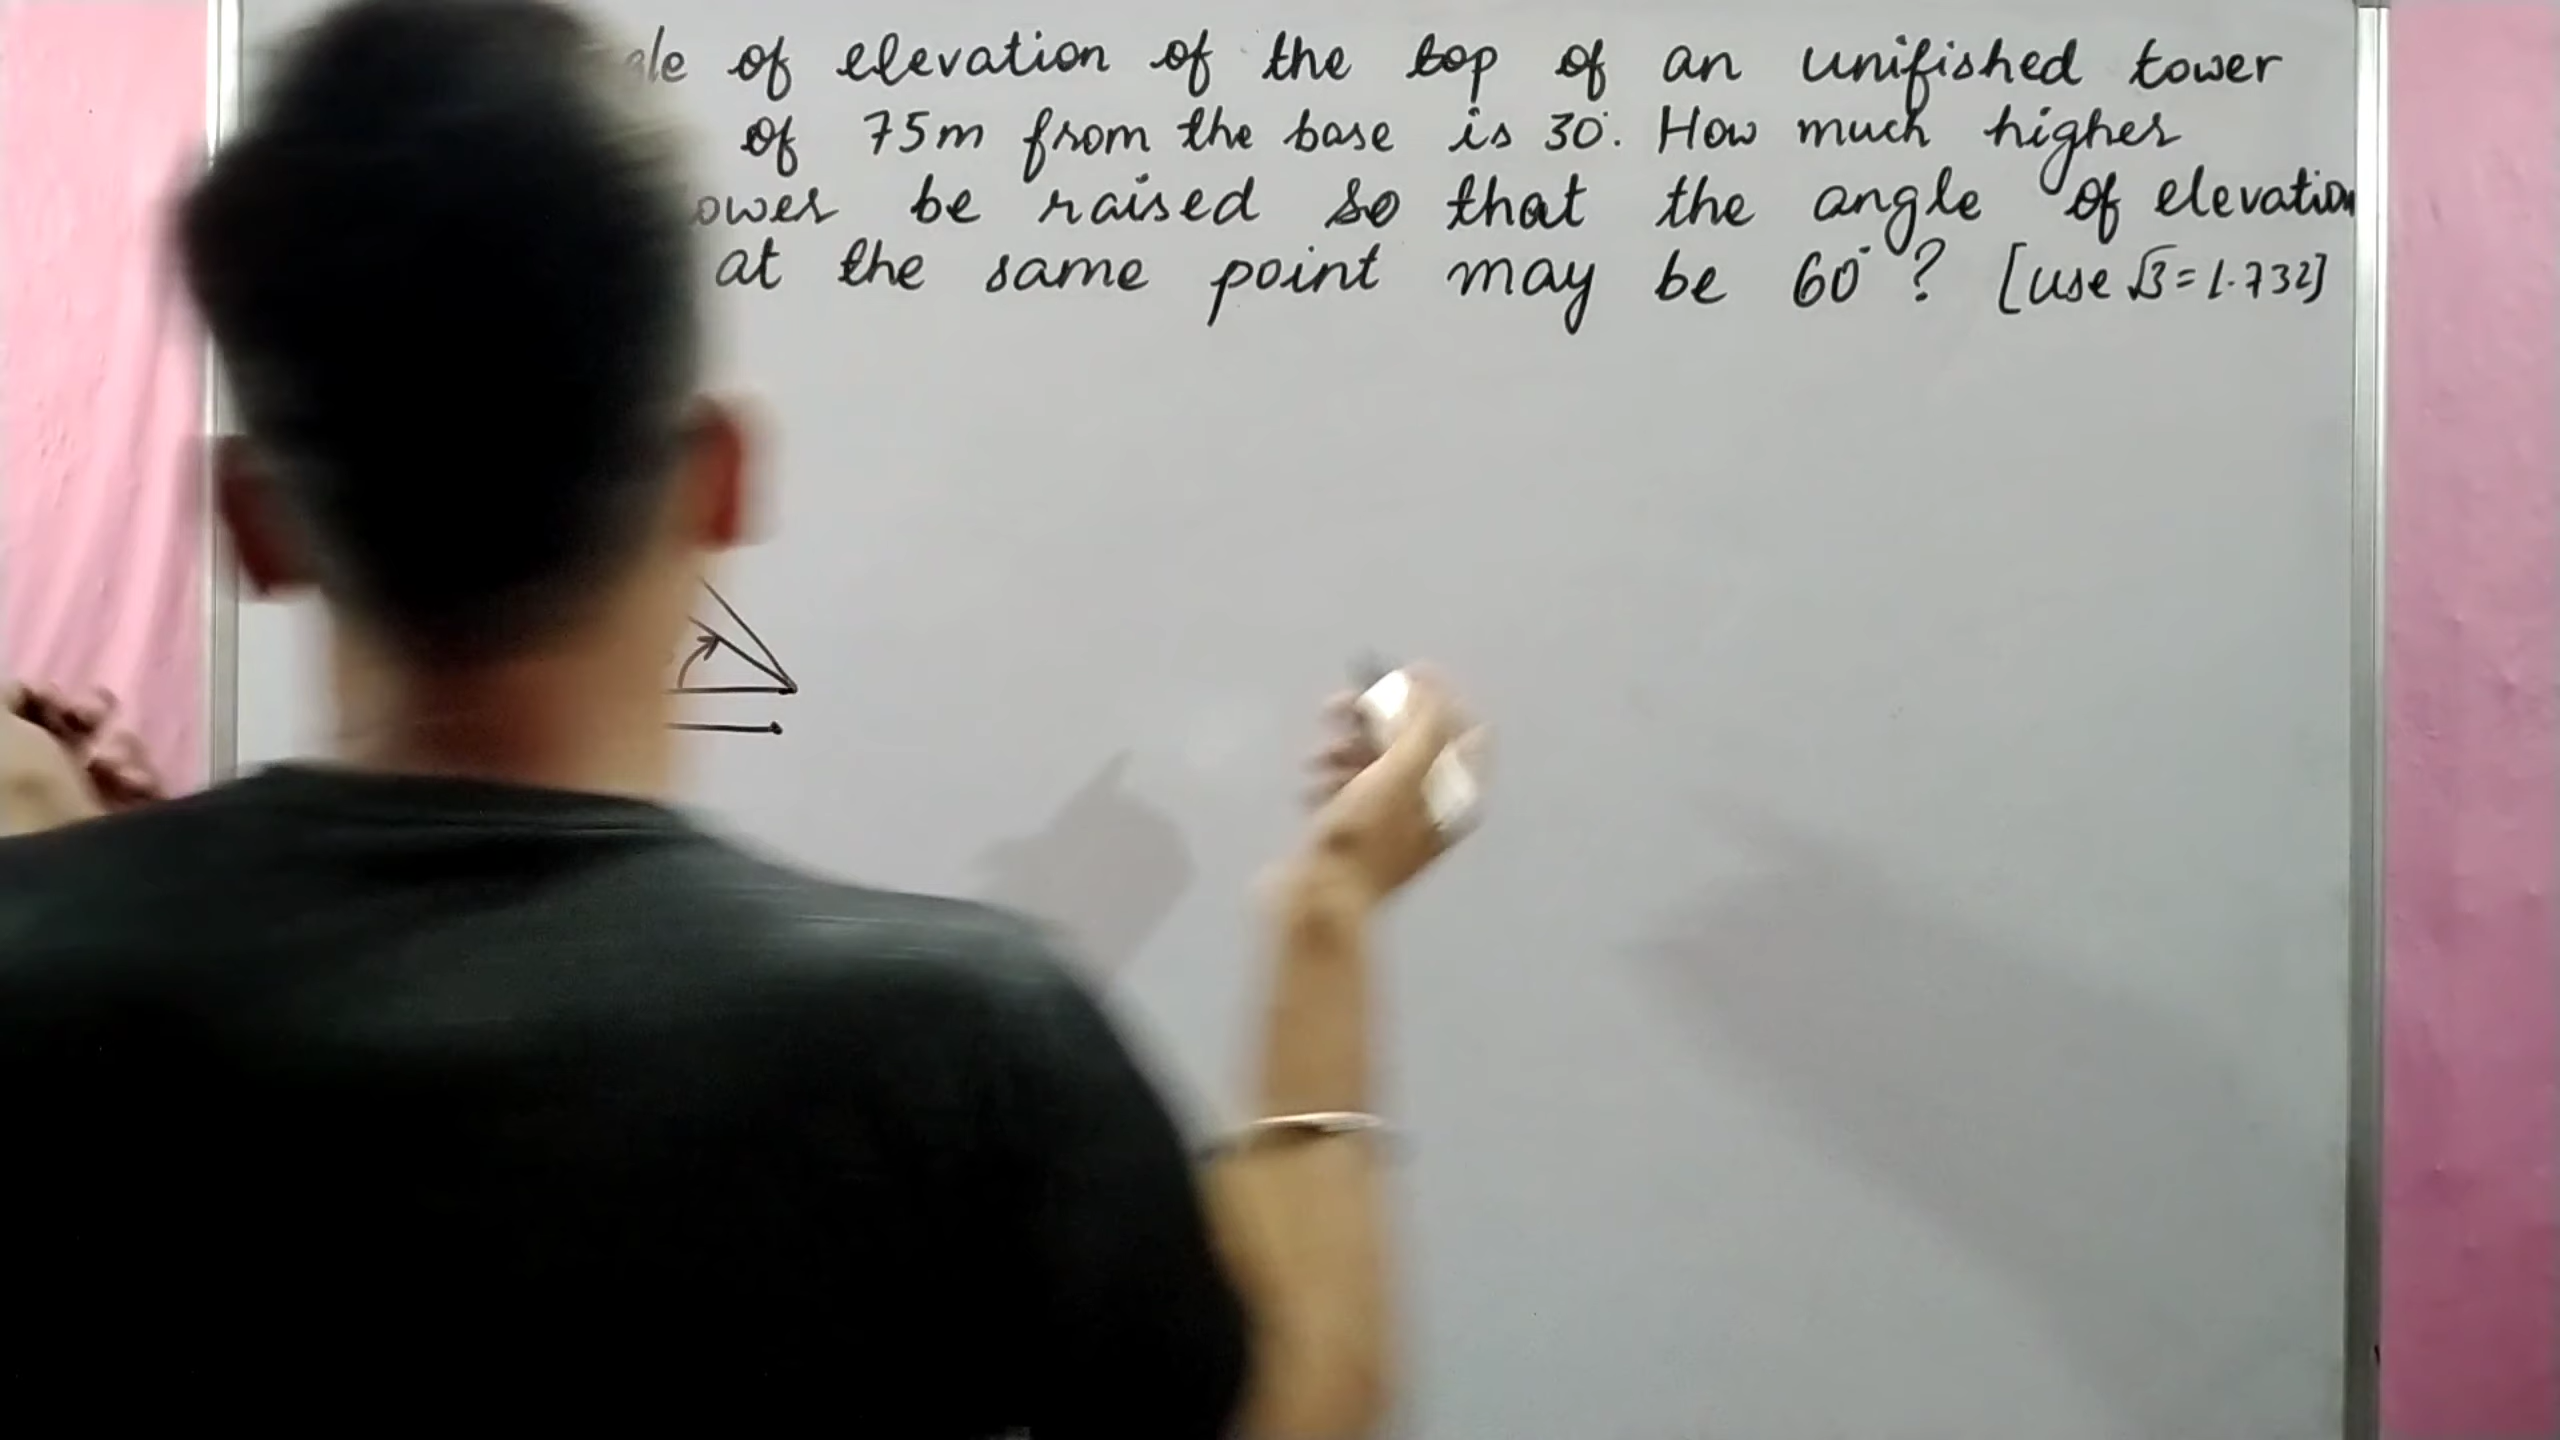 of elevation of the top of an unifished tower
of 75m from the base is 30°. How much higher
be raised so that the angle of elevation
at the same point may be 60° ? [use √3 = 1.732]